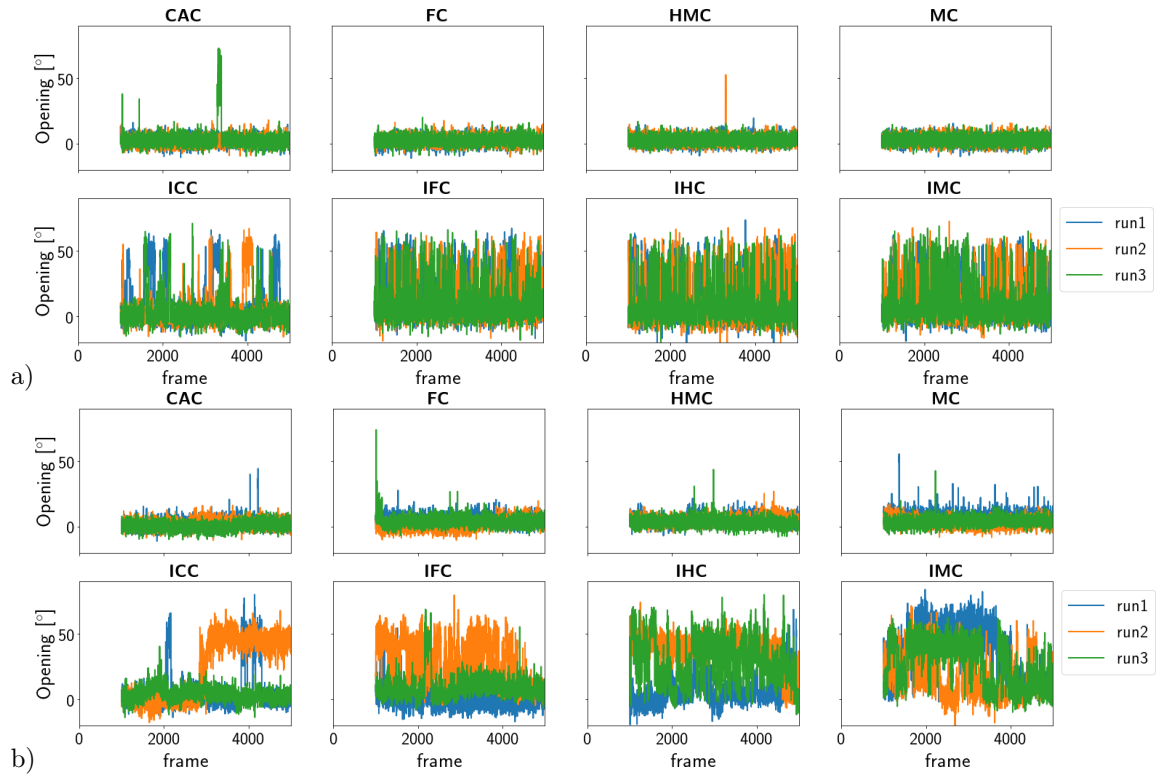 CAC FC HMC MC
Opening [°]
50
0
ICC IFC IHC IMC
Opening [°]
50
0
run1
run2
run3
0 2000 4000 0 2000 4000 0 2000 4000 0 2000 4000
frame frame frame frame
a)
CAC FC HMC MC
Opening [°]
50
0
ICC IFC IHC IMC
Opening [°]
50
0
run1
run2
run3
0 2000 4000 0 2000 4000 0 2000 4000 0 2000 4000
frame frame frame frame
b)